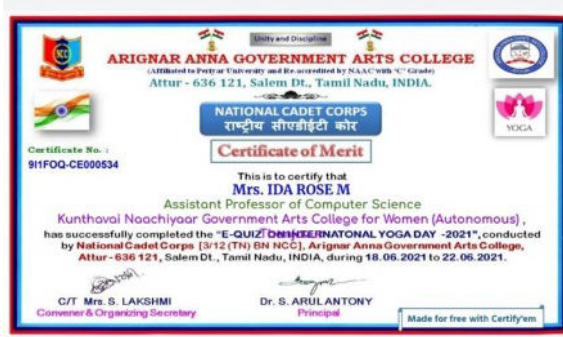 Unity and Discipline
NCC
ARIGNAR ANNA GOVERNMENT ARTS COLLEGE
(Affiliated to Periyar University and Re-accredited by NAAC with "C" Grade)
Attur - 636 121, Salem Dt., Tamil Nadu, INDIA.
NATIONAL CADET CORPS
राष्ट्रीय सीएडीईटी कोर
YOGA
Certificate No. :
9I1FOQ-CE000534
Certificate of Merit
This is to certify that
Mrs. IDA ROSE M
Assistant Professor of Computer Science
Kunthavai Naachiyaar Government Arts College for Women (Autonomous) ,
has successfully completed the "E-QUIZ INTERNATONAL YOGA DAY -2021", conducted
by National Cadet Corps [3/12 (TN) BN NCC], Arignar Anna Government Arts College,
Attur - 636 121, Salem Dt., Tamil Nadu, INDIA, during 18.06.2021 to 22.06.2021.
C/T Mrs. S. LAKSHMI
Convener & Organizing Secretary
Dr. S. ARULANTONY
Principal
Made for free with Certify'em